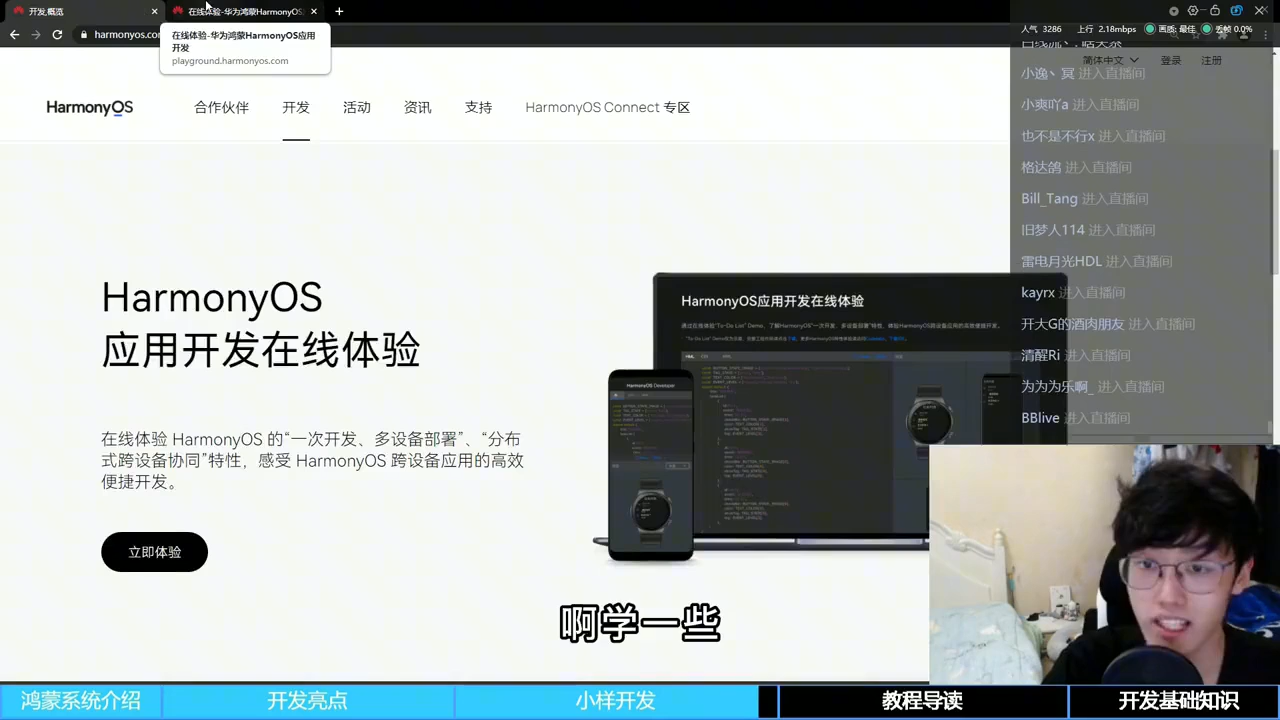 开发概览
在线体验-华为鸿蒙HarmonyOS
harmonyos.co
在线体验-华为鸿蒙HarmonyOS应用
开发
playground.harmonyos.com
人气 3286 上行 2.18mbps 画质: 最佳 丢帧 0.0%
简体中文 登录 注册
HarmonyOS 合作伙伴 开发 活动 资讯 支持 HarmonyOS Connect 专区
小逸丶冥 进入直播间
小爽吖a 进入直播间
也不是不行x 进入直播间
格达鸽 进入直播间
Bill_Tang 进入直播间
旧梦人114 进入直播间
雷电月光HDL 进入直播间
kayrx 进入直播间
开大G的酒肉朋友 进入直播间
清醒Ri 进入直播间
为为为乐啊_ 进入直播间
BBlive 进入直播间
HarmonyOS
应用开发在线体验
在线体验 HarmonyOS 的“一次开发、多设备部署”、“分布
式跨设备协同”特性，感受 HarmonyOS 跨设备应用的高效
便捷开发。
立即体验
HarmonyOS应用开发在线体验
HarmonyOS Developer
啊学一些
鸿蒙系统介绍 开发亮点 小样开发 教程导读 开发基础知识